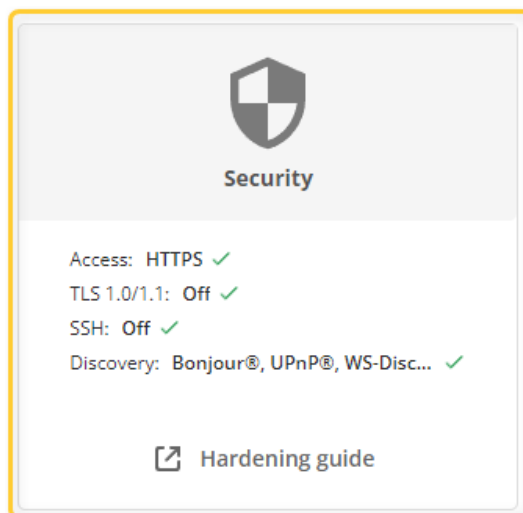 Security
Access: HTTPS
TLS 1.0/1.1: Off
SSH: Off
Discovery: Bonjour®, UPnP®, WS-Disc...
Hardening guide